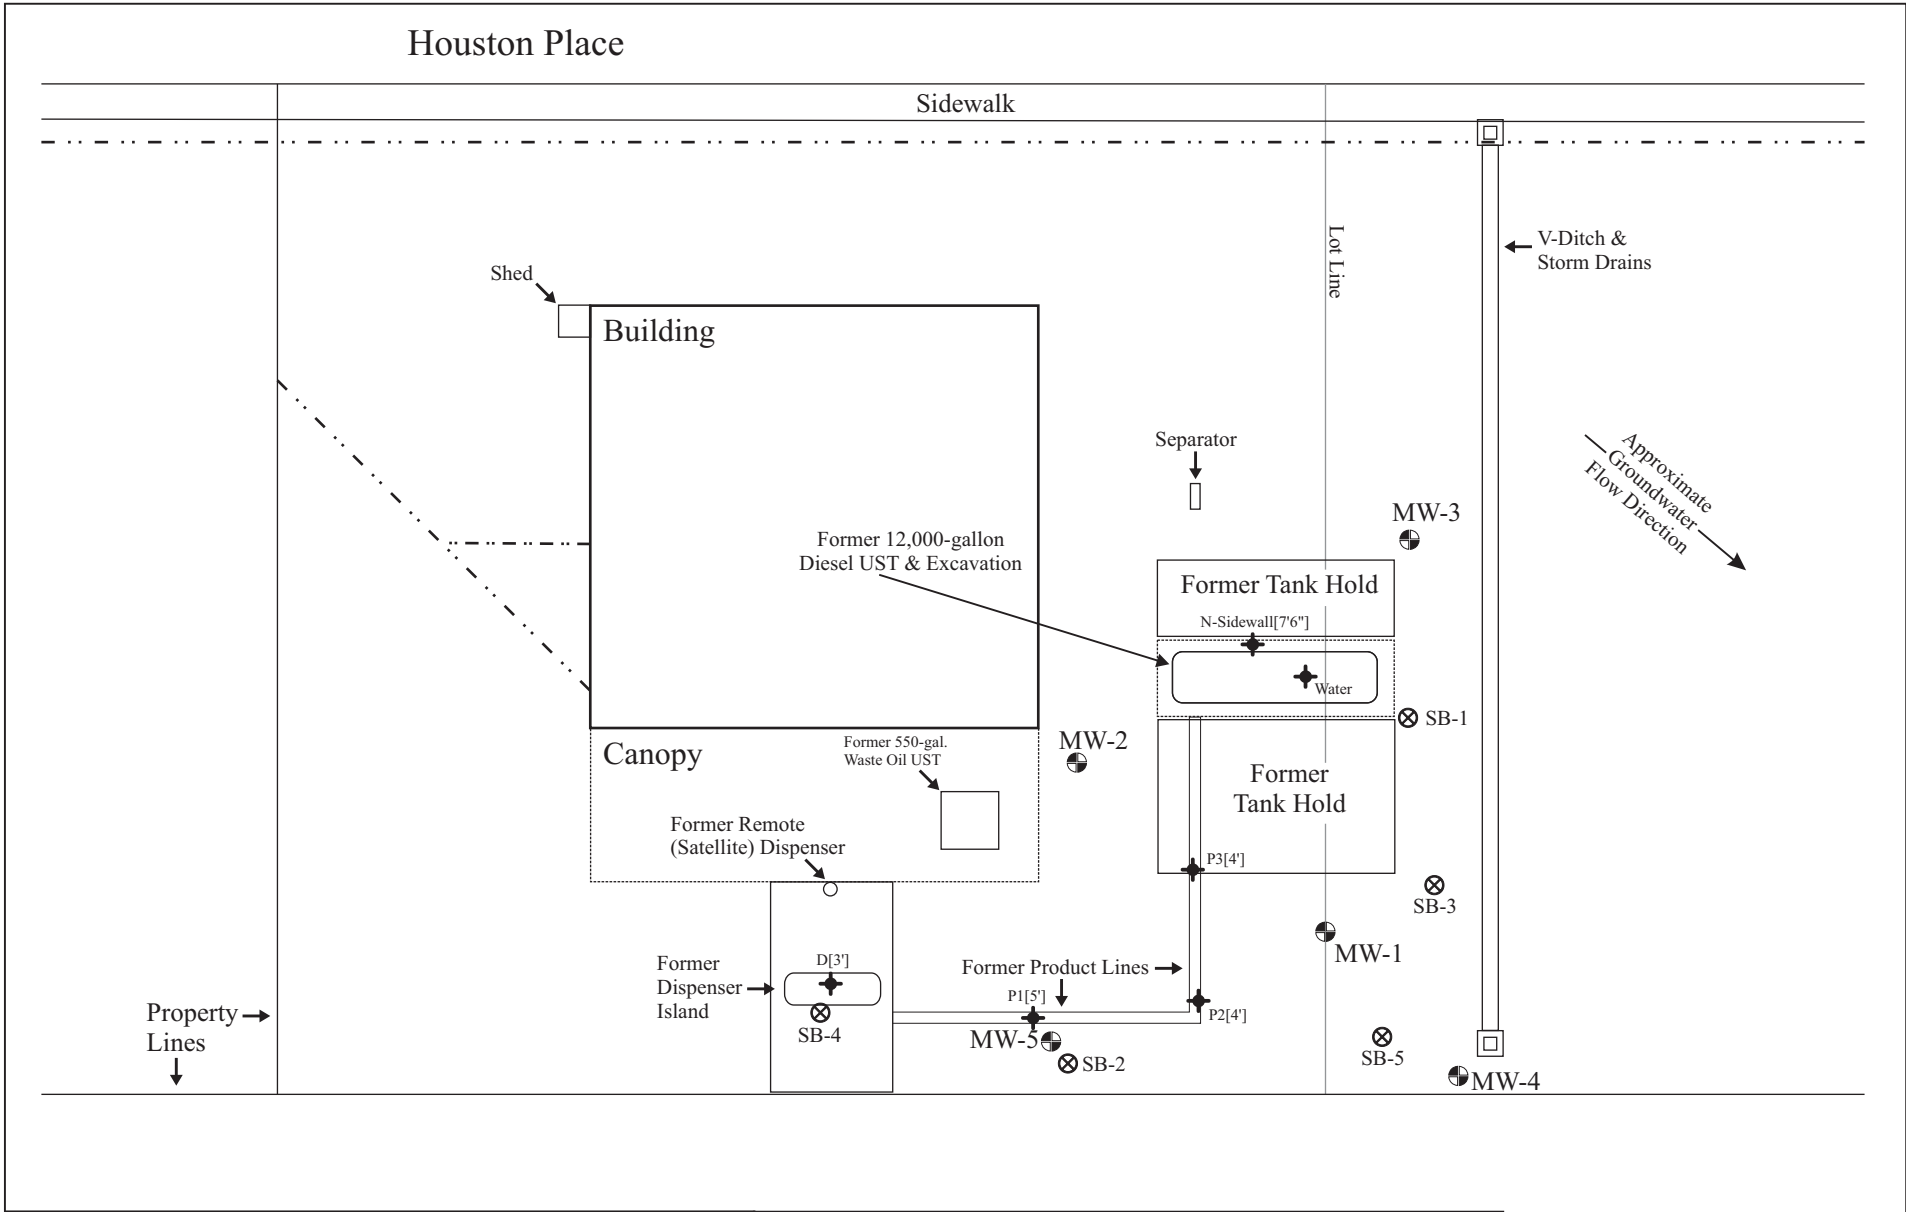 Houston Place
Sidewalk
Lot Line
V-Ditch &
Storm Drains
Shed
Building
Separator
Approximate
Groundwater
Flow Direction
MW-3
Former 12,000-gallon
Diesel UST & Excavation
Former Tank Hold
N-Sidewall[7'6"]
Water
SB-1
MW-2
Canopy
Former 550-gal.
Waste Oil UST
Former
Tank Hold
Former Remote
(Satellite) Dispenser
P3[4']
SB-3
MW-1
Former
Dispenser
Island
D[3']
SB-4
Former Product Lines
P1[5']
P2[4']
MW-5
SB-2
SB-5
MW-4
Property
Lines